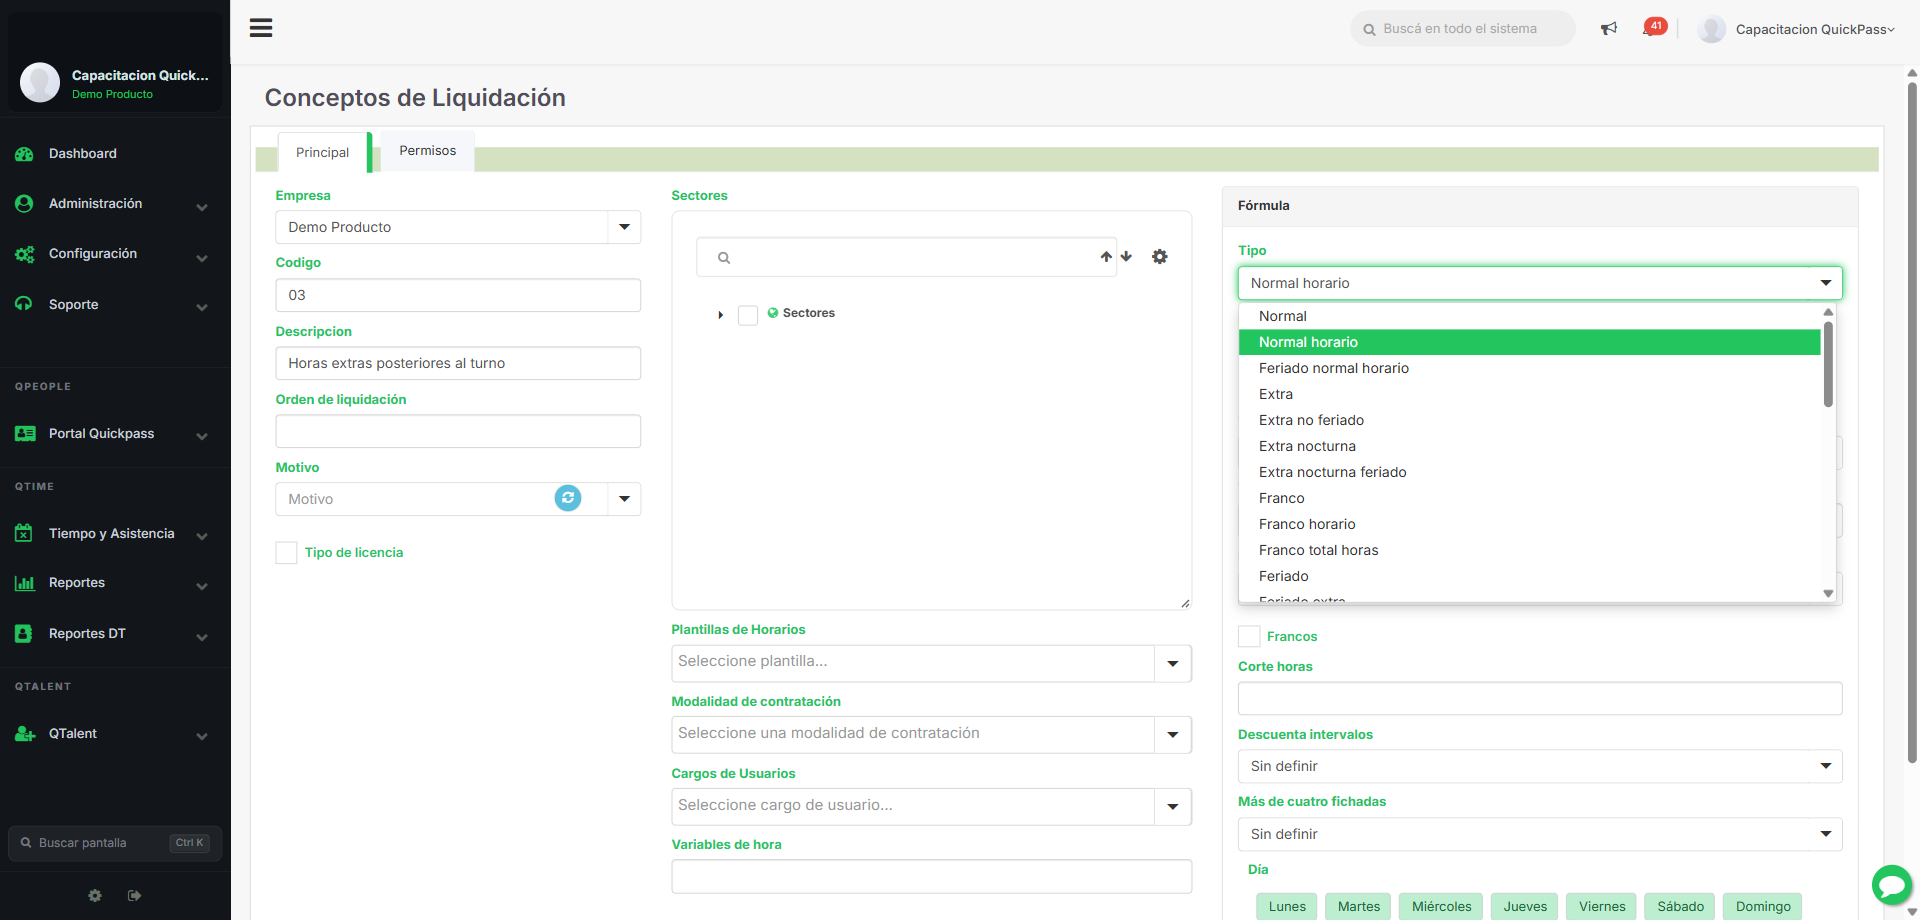 Capacitacion Quick...
Demo Producto
Dashboard
Administración
Configuración
Soporte
QPEOPLE
Portal Quickpass
QTIME
Tiempo y Asistencia
Reportes
Reportes DT
QTALENT
QTalent
Buscar pantalla
Ctrl K
Buscá en todo el sistema
41
Capacitacion QuickPass
Conceptos de Liquidación
Principal
Permisos
Empresa
Demo Producto
Codigo
03
Descripcion
Horas extras posteriores al turno
Orden de liquidación
Motivo
Motivo
Tipo de licencia
Sectores
Sectores
Plantillas de Horarios
Seleccione plantilla...
Modalidad de contratación
Seleccione una modalidad de contratación
Cargos de Usuarios
Seleccione cargo de usuario...
Variables de hora
Fórmula
Tipo
Normal horario
Normal
Normal horario
Feriado normal horario
Extra
Extra no feriado
Extra nocturna
Extra nocturna feriado
Franco
Franco horario
Franco total horas
Feriado
Feriado extra
Francos
Corte horas
Descuenta intervalos
Sin definir
Más de cuatro fichadas
Sin definir
Día
Lunes
Martes
Miércoles
Jueves
Viernes
Sábado
Domingo